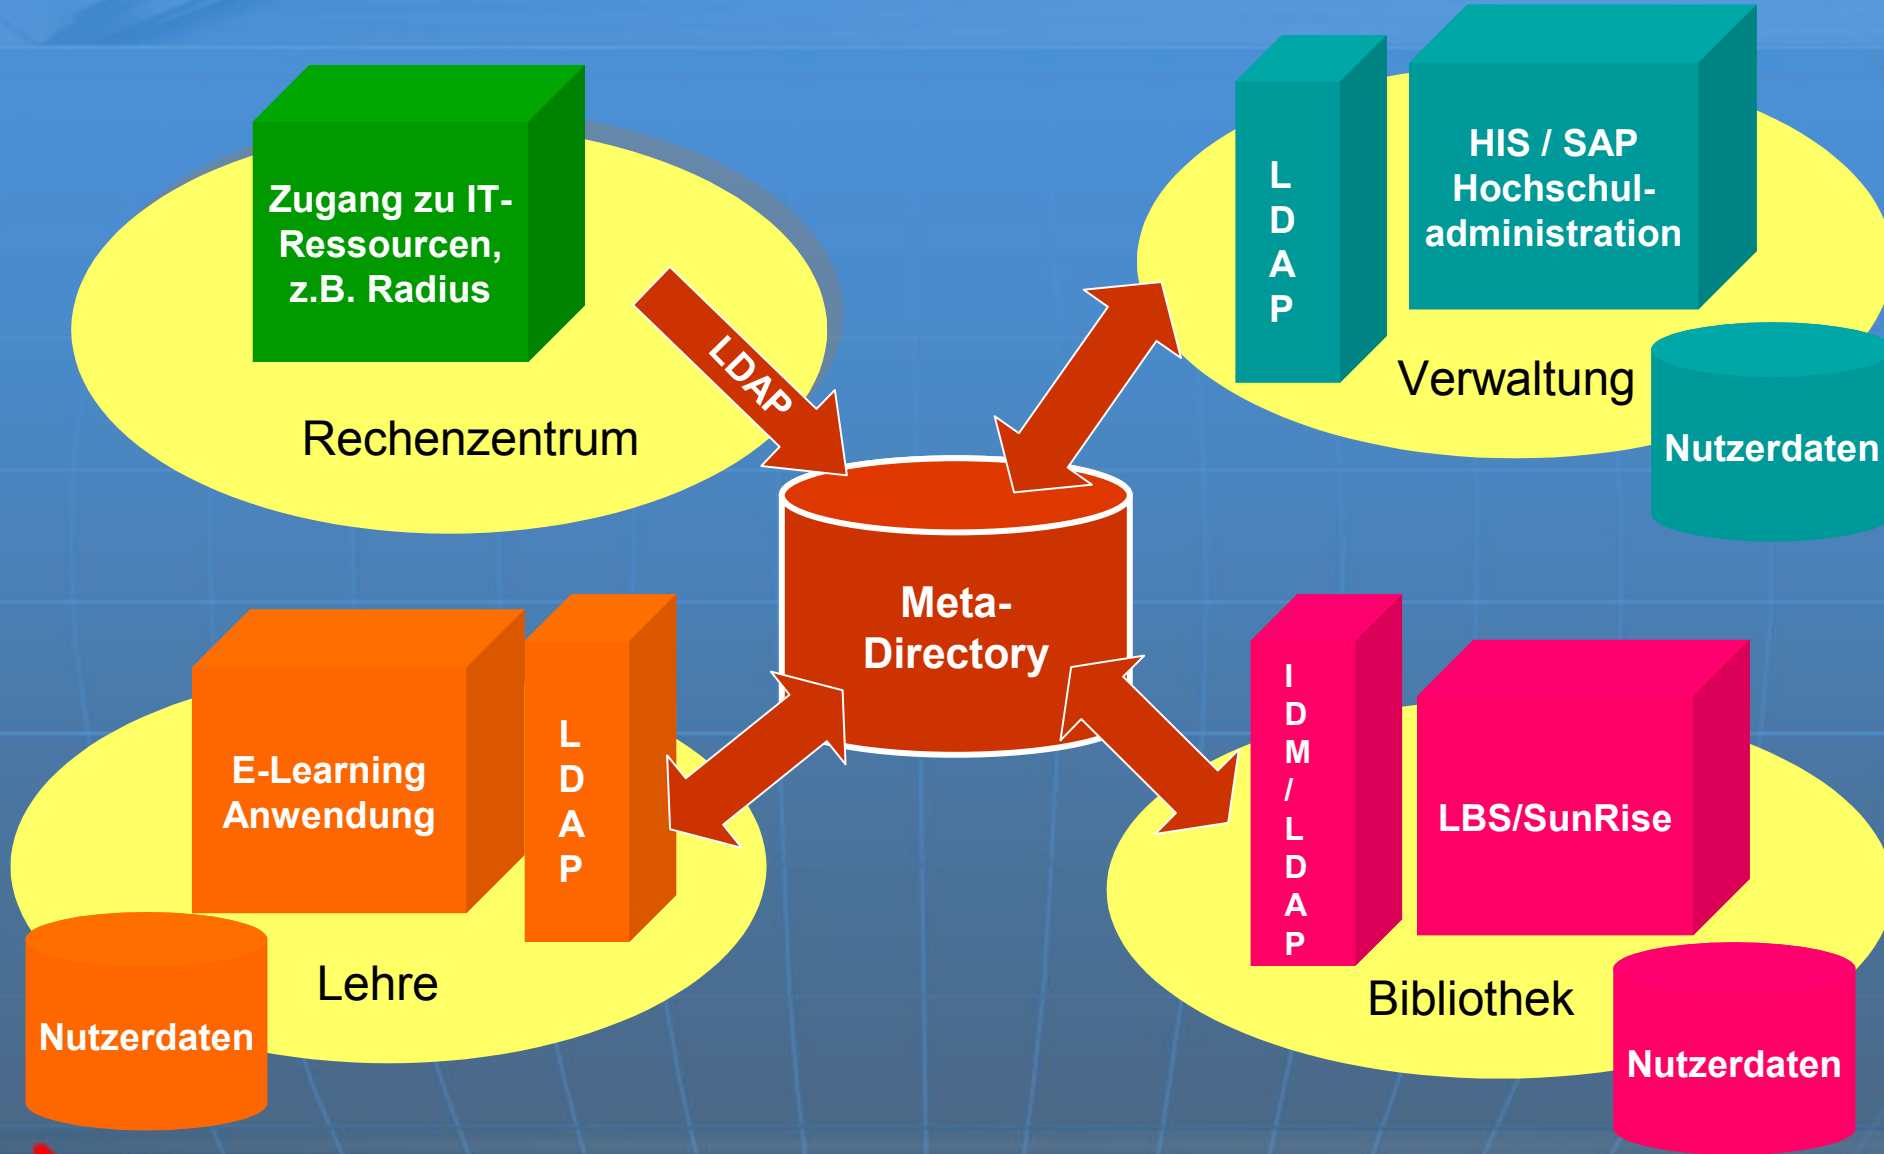 Zugang zu IT-
Ressourcen,
z.B. Radius
Rechenzentrum
LDAP
L
D
A
P
HIS / SAP
Hochschul-
administration
Verwaltung
Nutzerdaten
Meta-
Directory
E-Learning
Anwendung
L
D
A
P
Lehre
Nutzerdaten
I
D
M
/
L
D
A
P
LBS/SunRise
Bibliothek
Nutzerdaten